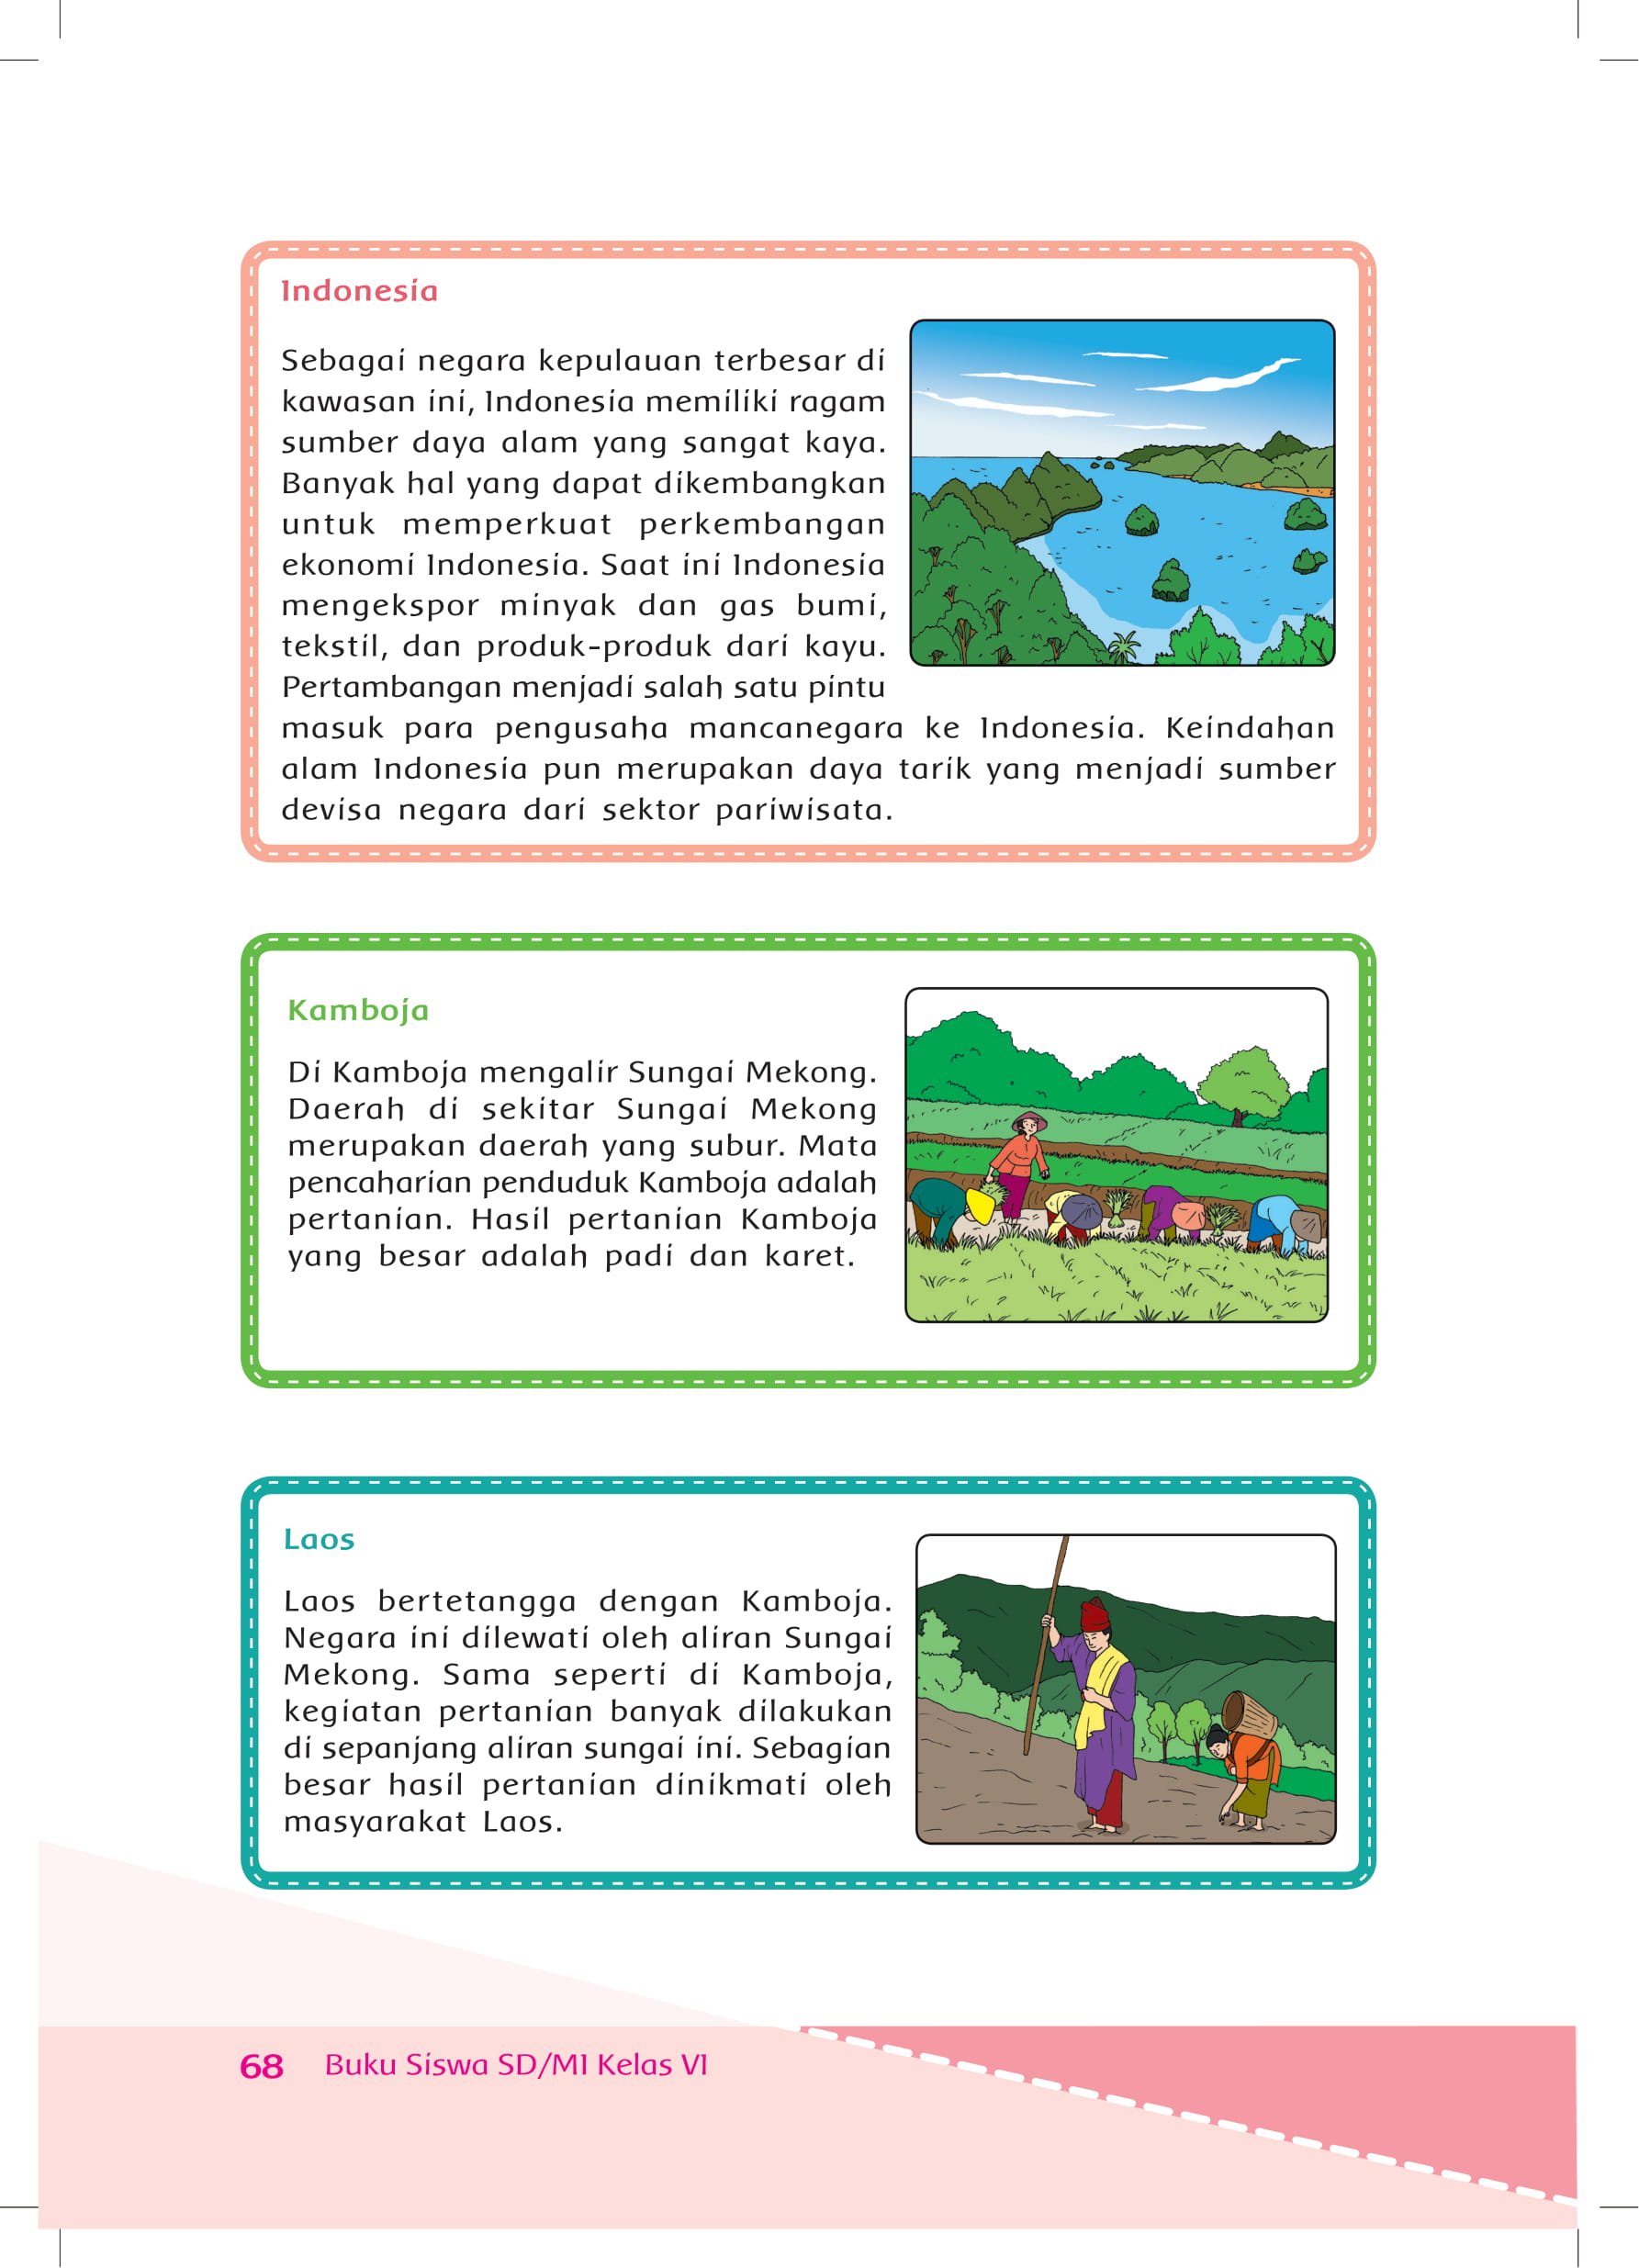 Indonesia
Sebagai negara kepulauan terbesar di
kawasan ini, Indonesia memiliki ragam
sumber daya alam yang sangat kaya.
Banyak hal yang dapat dikembangkan
untuk memperkuat perkembangan
ekonomi Indonesia. Saat ini Indonesia
mengekspor minyak dan gas bumi,
tekstil, dan produk-produk dari kayu.
Pertambangan menjadi salah satu pintu
masuk para pengusaha mancanegara ke Indonesia. Keindahan
alam Indonesia pun merupakan daya tarik yang menjadi sumber
devisa negara dari sektor pariwisata.
Kamboja
Di Kamboja mengalir Sungai Mekong.
Daerah di sekitar Sungai Mekong
merupakan daerah yang subur. Mata
pencaharian penduduk Kamboja adalah
pertanian. Hasil pertanian Kamboja
yang besar adalah padi dan karet.
Laos
Laos bertetangga dengan Kamboja.
Negara ini dilewati oleh aliran Sungai
Mekong. Sama seperti di Kamboja,
kegiatan pertanian banyak dilakukan
di sepanjang aliran sungai ini. Sebagian
besar hasil pertanian dinikmati oleh
masyarakat Laos.
68 Buku Siswa SD/MI Kelas VI